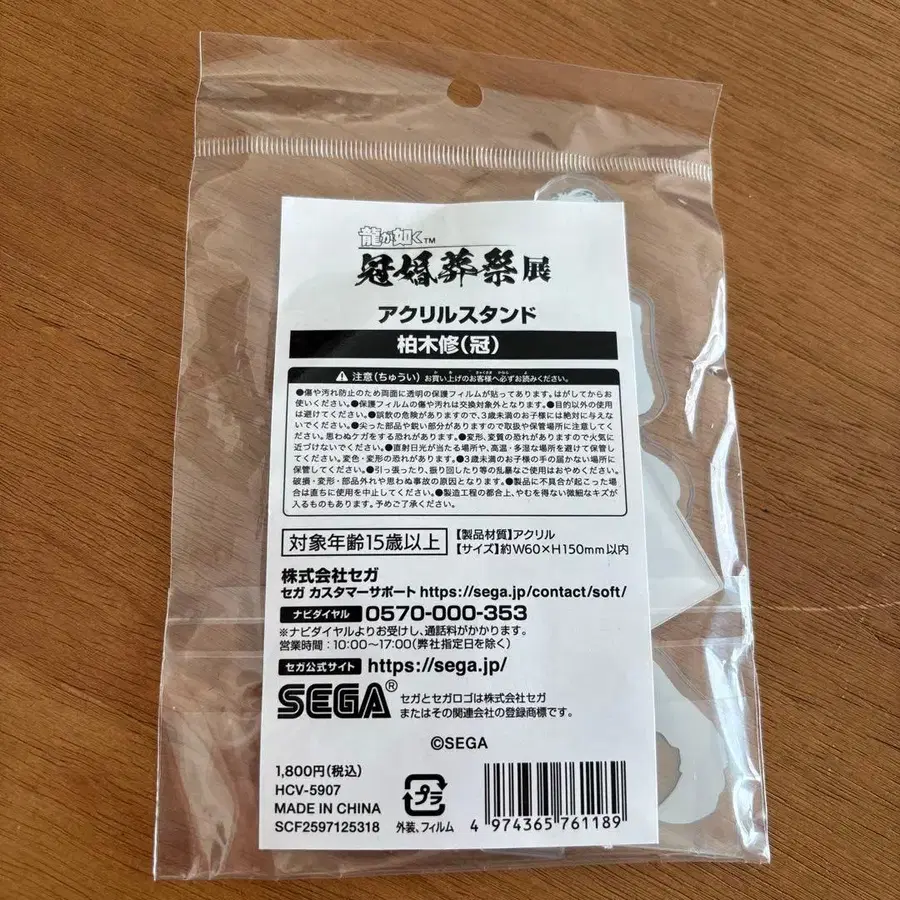 龍が如く™
冠婚葬祭展
アクリルスタンド
柏木修(冠)
⚠注意(ちゅうい)お買い上げのお客様へ必ずお読みください。
●傷や汚れ防止のため両面に透明の保護フィルムが貼ってあります。はがしてからお
使いください。●保護フィルムの傷や汚れは交換対象外となります。●目的以外の使用
は避けてください。●誤飲の危険がありますので、3歳未満のお子様には絶対に与えな
いでください。●尖った部品や鋭い部分がありますので取扱や保管場所に注意してく
ださい。思わぬケガをする恐れがあります。●変形、変質の恐れがありますので火気に
近づけないでください。●直射日光が当たる場所や、高温・多湿な場所を避けて保管し
てください。変色・変形の恐れがあります。●3歳未満のお子様の手の届かない場所に
保管してください。●引っ張ったり、振り回したり等の乱暴なご使用はおやめください。
破損・変形・部品外れや思わぬ事故の原因となります。●製品に不具合が起こった場
合は直ちに使用を中止してください。●製造工程の都合上、やむを得ない微細なキズが
入るものもあります。予めご了承ください。
対象年齢15歳以上
【製品材質】アクリル
【サイズ】約W60×H150mm以内
株式会社セガ
セガ カスタマーサポート https://sega.jp/contact/soft/
ナビダイヤル 0570-000-353
※ナビダイヤルよりお受けし、通話料がかかります。
営業時間：10:00〜17:00(弊社指定日を除く)
セガ公式サイト https://sega.jp/
SEGA®
セガとセガロゴは株式会社セガ
またはその関連会社の登録商標です。
©SEGA
1,800円(税込)
HCV-5907
MADE IN CHINA
SCF2597125318
プラ
外装、フィルム
4 974365 761189